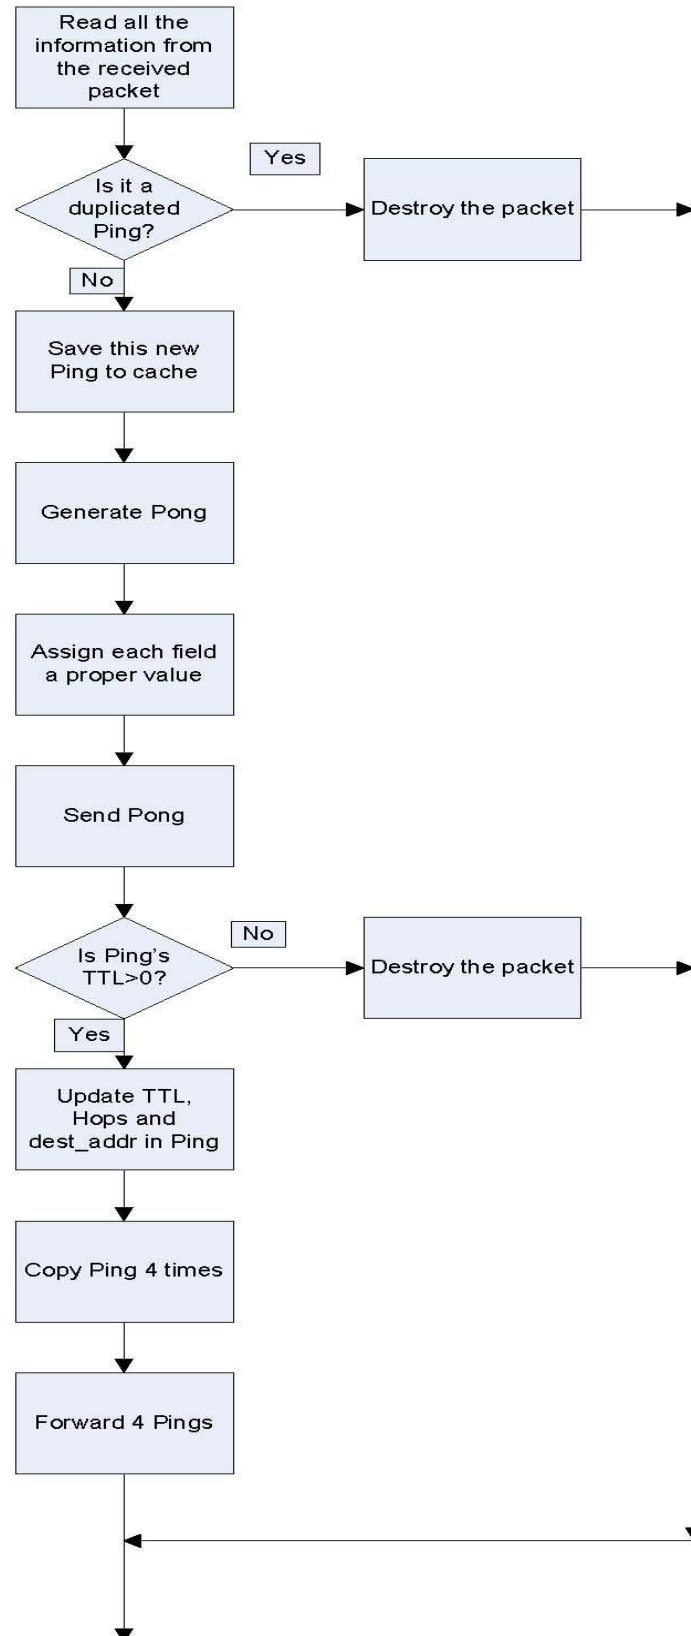 Read all the
information from
the received
packet
Yes
Is it a
duplicated
Ping?
Destroy the packet
No
Save this new
Ping to cache
Generate Pong
Assign each field
a proper value
Send Pong
No
Is Ping's
TTL>0?
Destroy the packet
Yes
Update TTL,
Hops and
dest_addr in Ping
Copy Ping 4 times
Forward 4 Pings